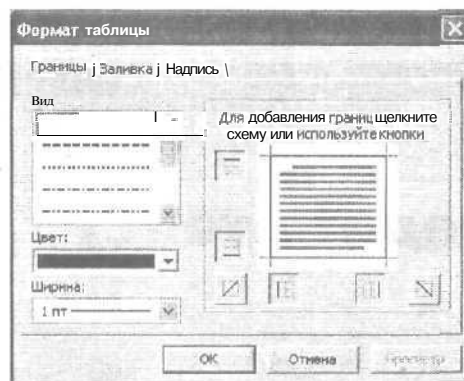 Формат таблицы
Границы Заливка Надпись
Вид
Для добавления границ щелкните
схему или используйте кнопки
Цвет:
Ширина:
1 пт
ОК Отмена Просмотр